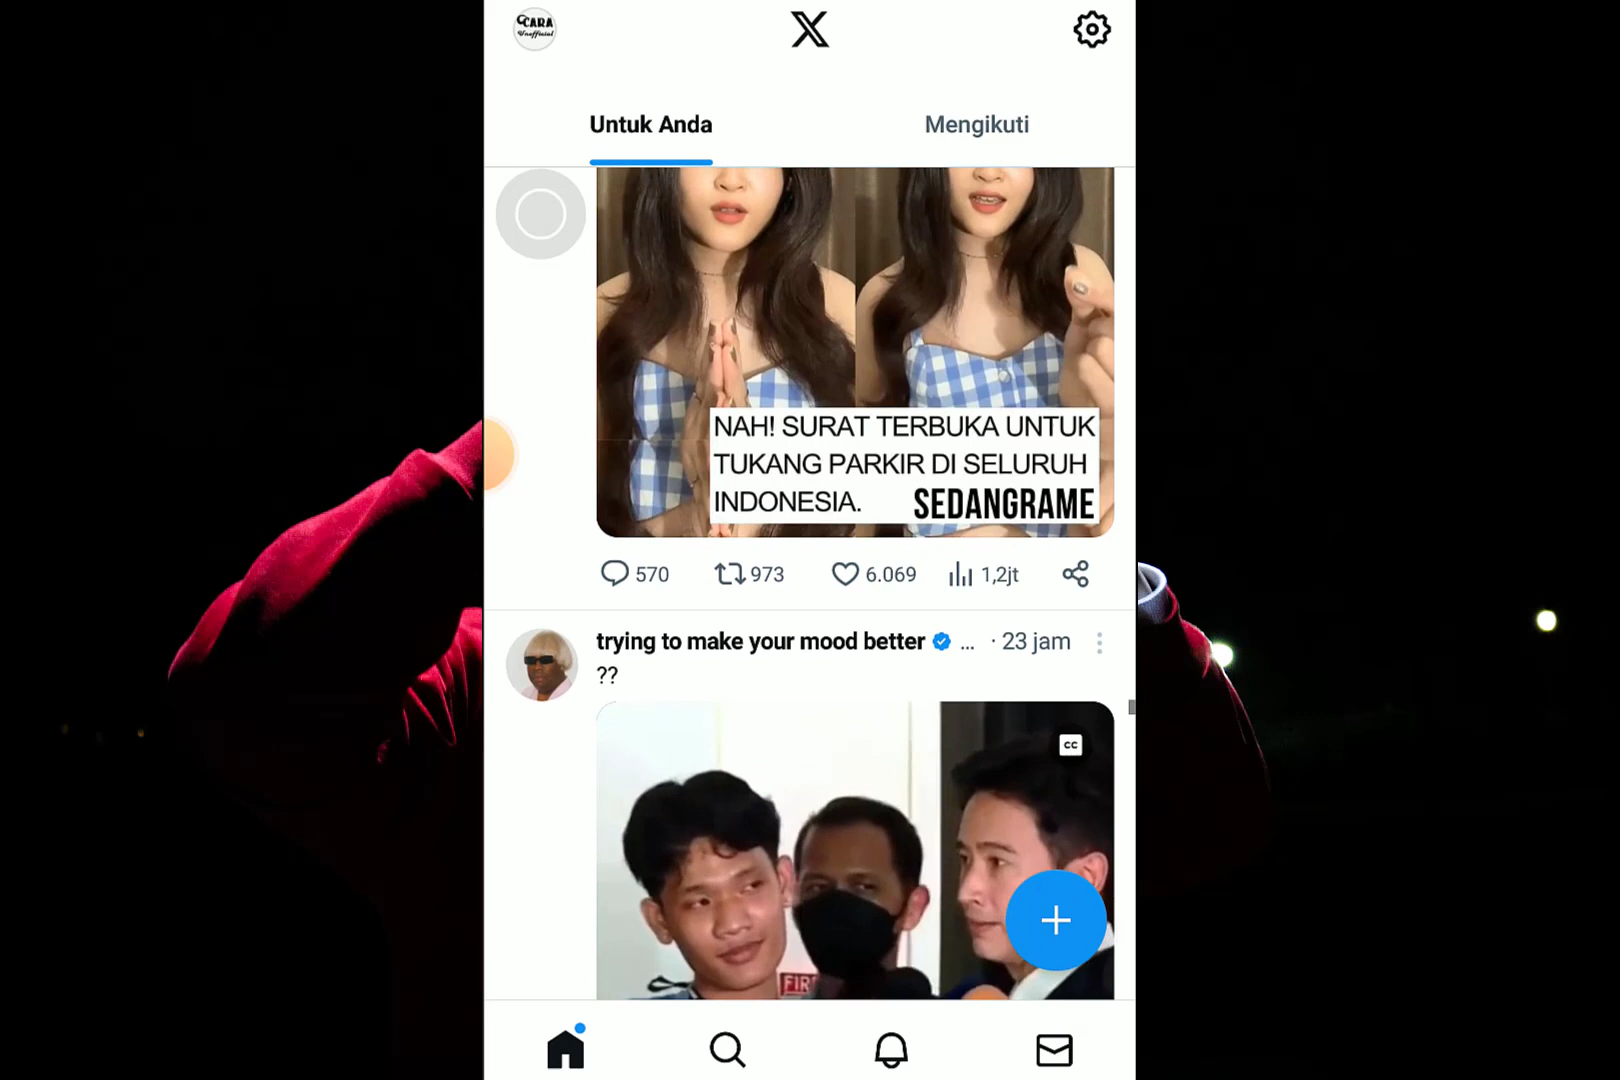 CARA
Unofficial
X
Untuk Anda
Mengikuti
NAH! SURAT TERBUKA UNTUK
TUKANG PARKIR DI SELURUH
INDONESIA.
SEDANGRAME
570
973
6.069
1,2jt
trying to make your mood better ... · 23 jam
??
CC
FIR